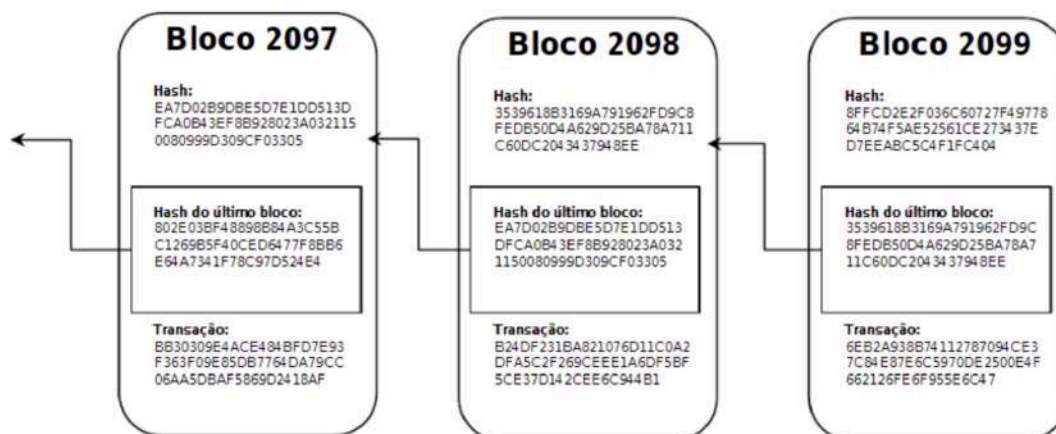 Bloco 2097
Hash:
EA7D02B9DBE5D7E1DD513D
FCA0B43EF8B928023A032115
0080999D309CF03305
Hash do último bloco:
802E03BF48898B84A3C55B
C1269B5F40CED6477F8BB6
E64A7341F78C97D524E4
Transação:
BB30309E4ACE484BFD7E93
F363F09E85DB7764DA79CC
06AA5DBAF5869D2418AF
Bloco 2098
Hash:
3539618B3169A791962FD9C8
FEDB50D4A629D25BA78A711
C60DC2043437948EE
Hash do último bloco:
EA7D02B9DBE5D7E1DD513
DFCA0B43EF8B928023A032
1150080999D309CF03305
Transação:
B24DF231BA821076D11C0A2
DFA5C2F269CEEE1A6DF5BF
5CE37D142CEE6C944B1
Bloco 2099
Hash:
8FFCD2E2F036C60727F49778
64B74F5AE52561CE273437E
D7EEABC5C4F1FC404
Hash do último bloco:
3539618B3169A791962FD9C
8FEDB50D4A629D25BA78A7
11C60DC2043437948EE
Transação:
6EB2A938B74112787094CE3
7C84E87E6C5970DE2500E4F
662126FE6F955E6C47